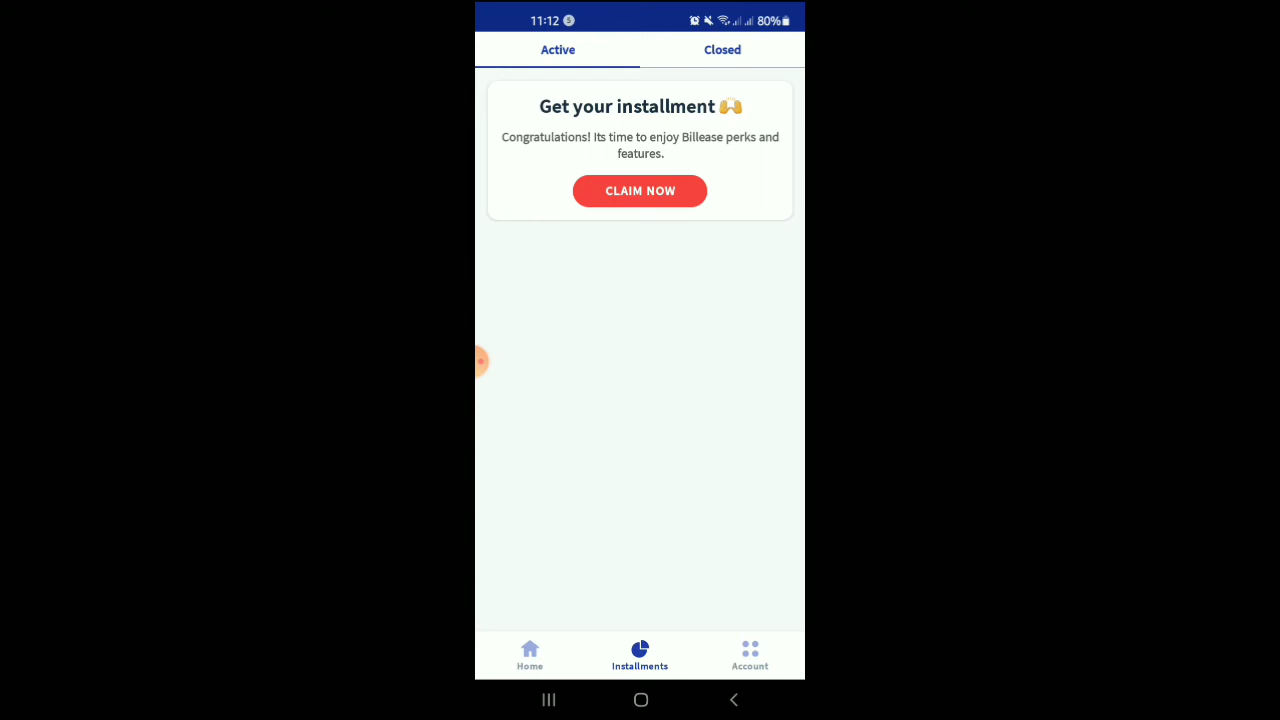 11:12
80%
Active
Closed
Get your installment 🙌
Congratulations! Its time to enjoy Billease perks and
features.
CLAIM NOW
Home
Installments
Account